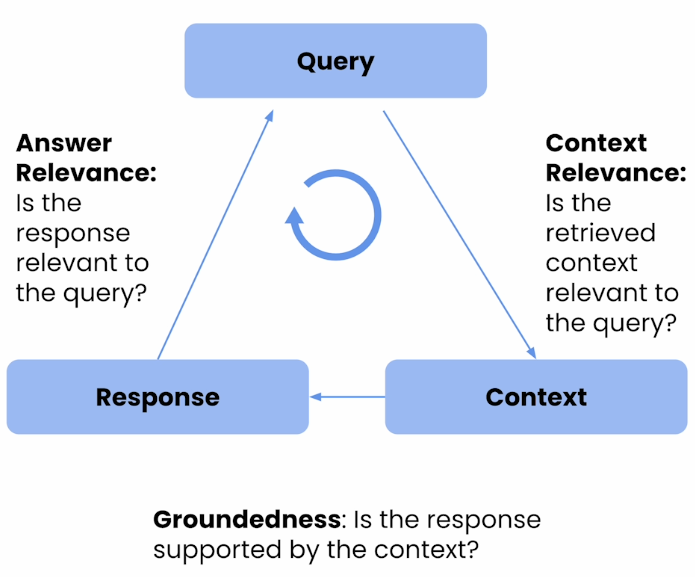 Query
Answer
Relevance:
Is the
response
relevant to
the query?
Context
Relevance:
Is the
retrieved
context
relevant to
the query?
Response
Context
Groundedness: Is the response
supported by the context?